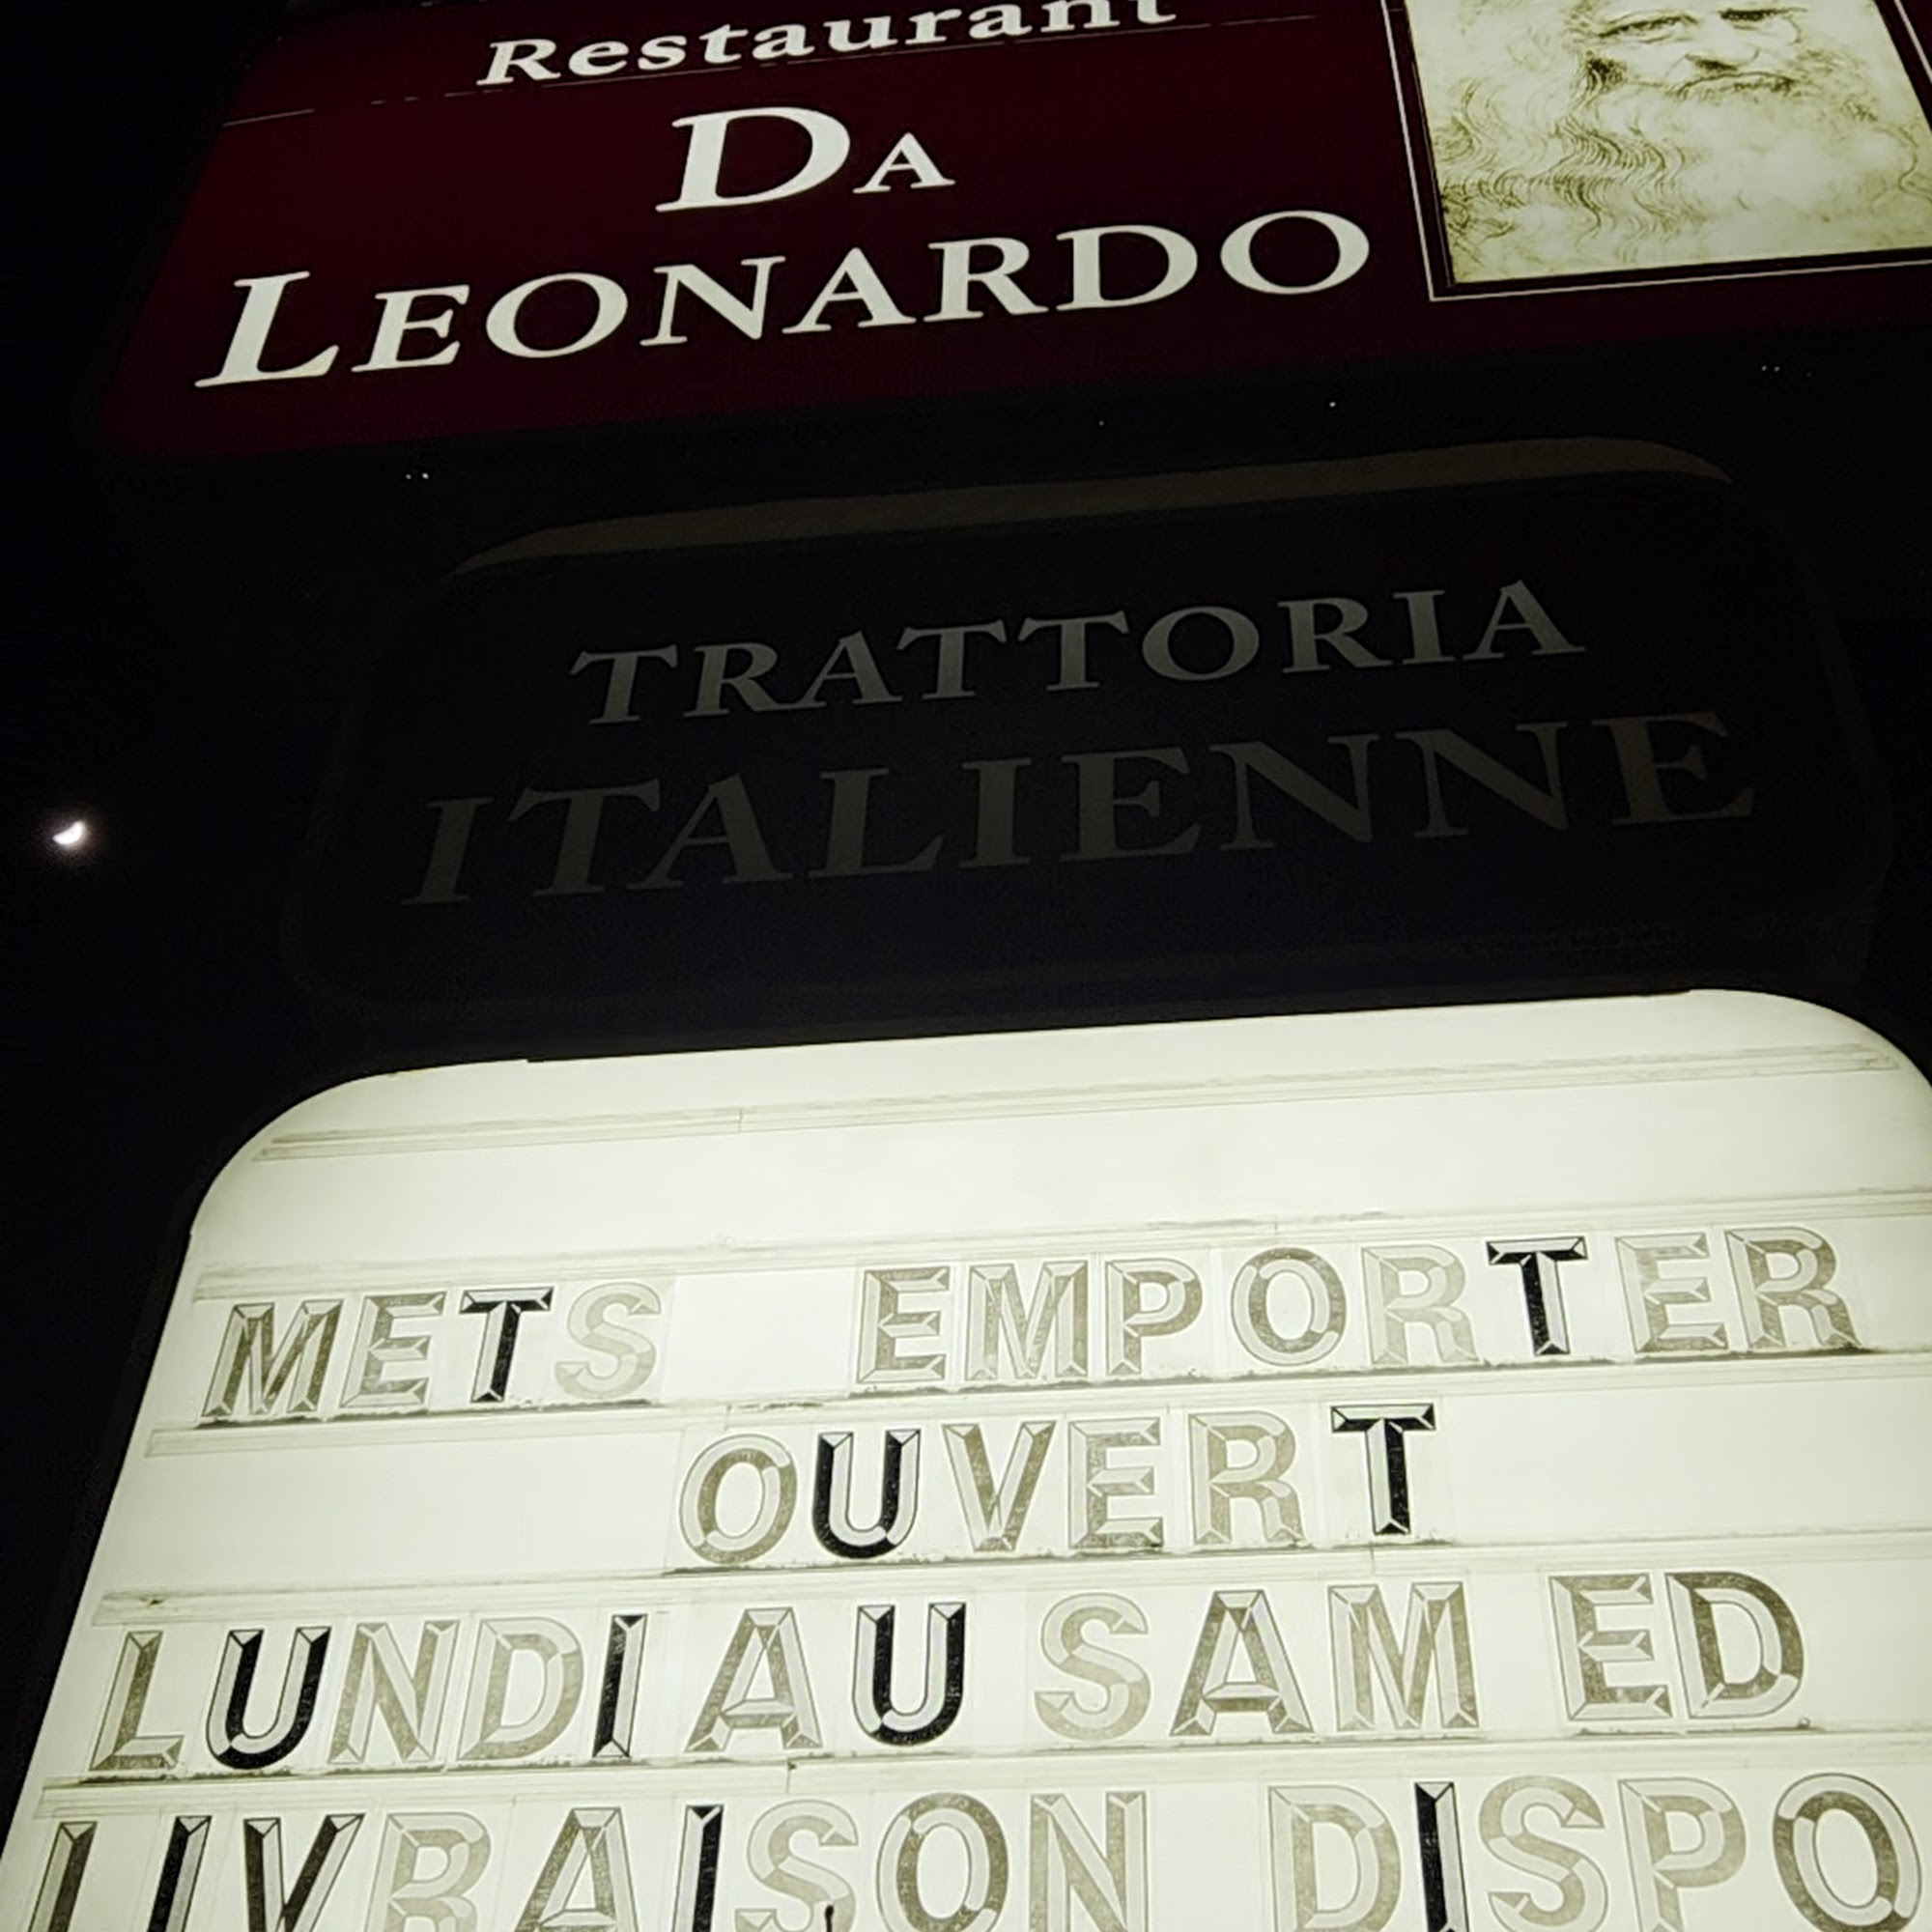 Restaurant
DA
LEONARDO
TRATTORIA
ITALIENNE
METS EMPORTER
OUVERT
LUNDI AU SAM ED
LIVRAISON DISPO